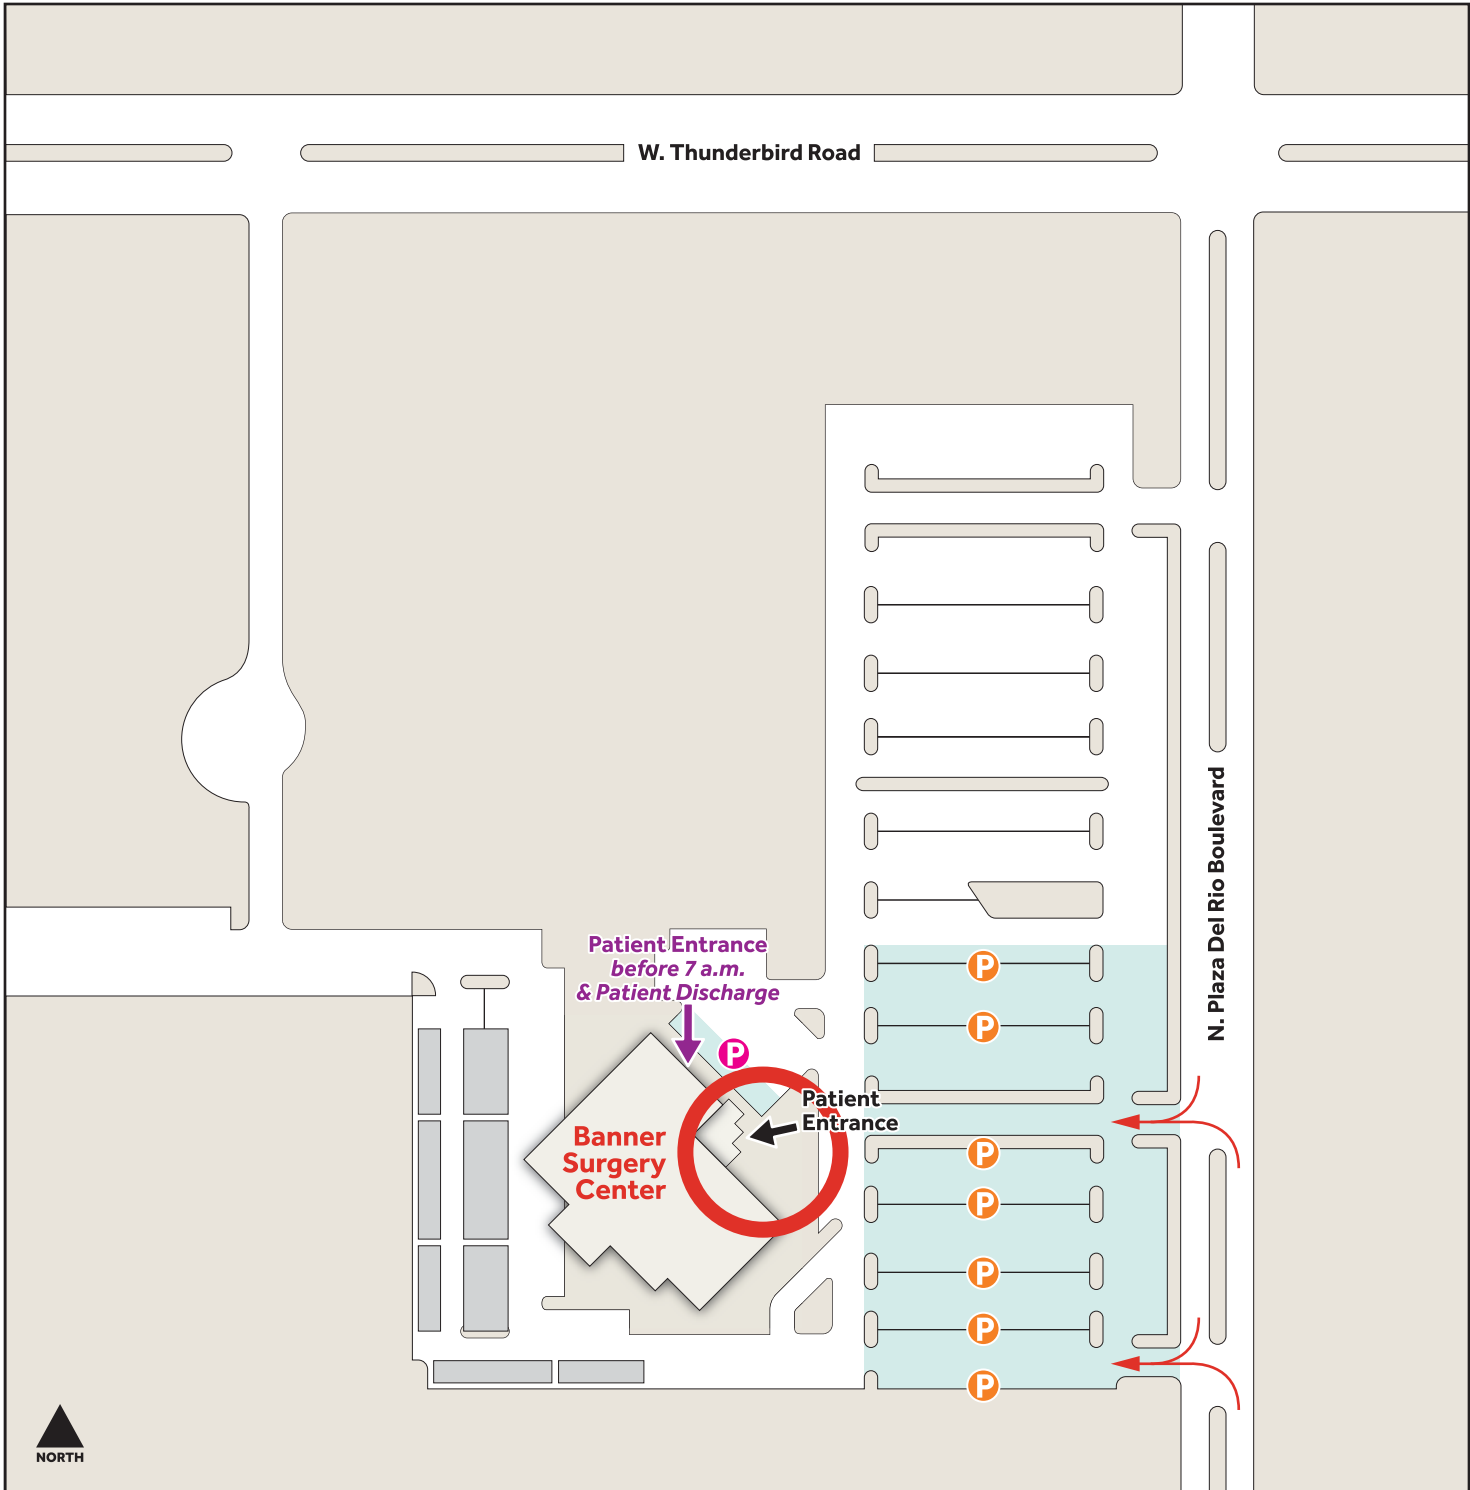 W. Thunderbird Road
N. Plaza Del Rio Boulevard
Patient Entrance
before 7 a.m.
& Patient Discharge
P
P
P
P
Patient
Entrance
Banner
Surgery
Center
P
P
P
P
P
NORTH